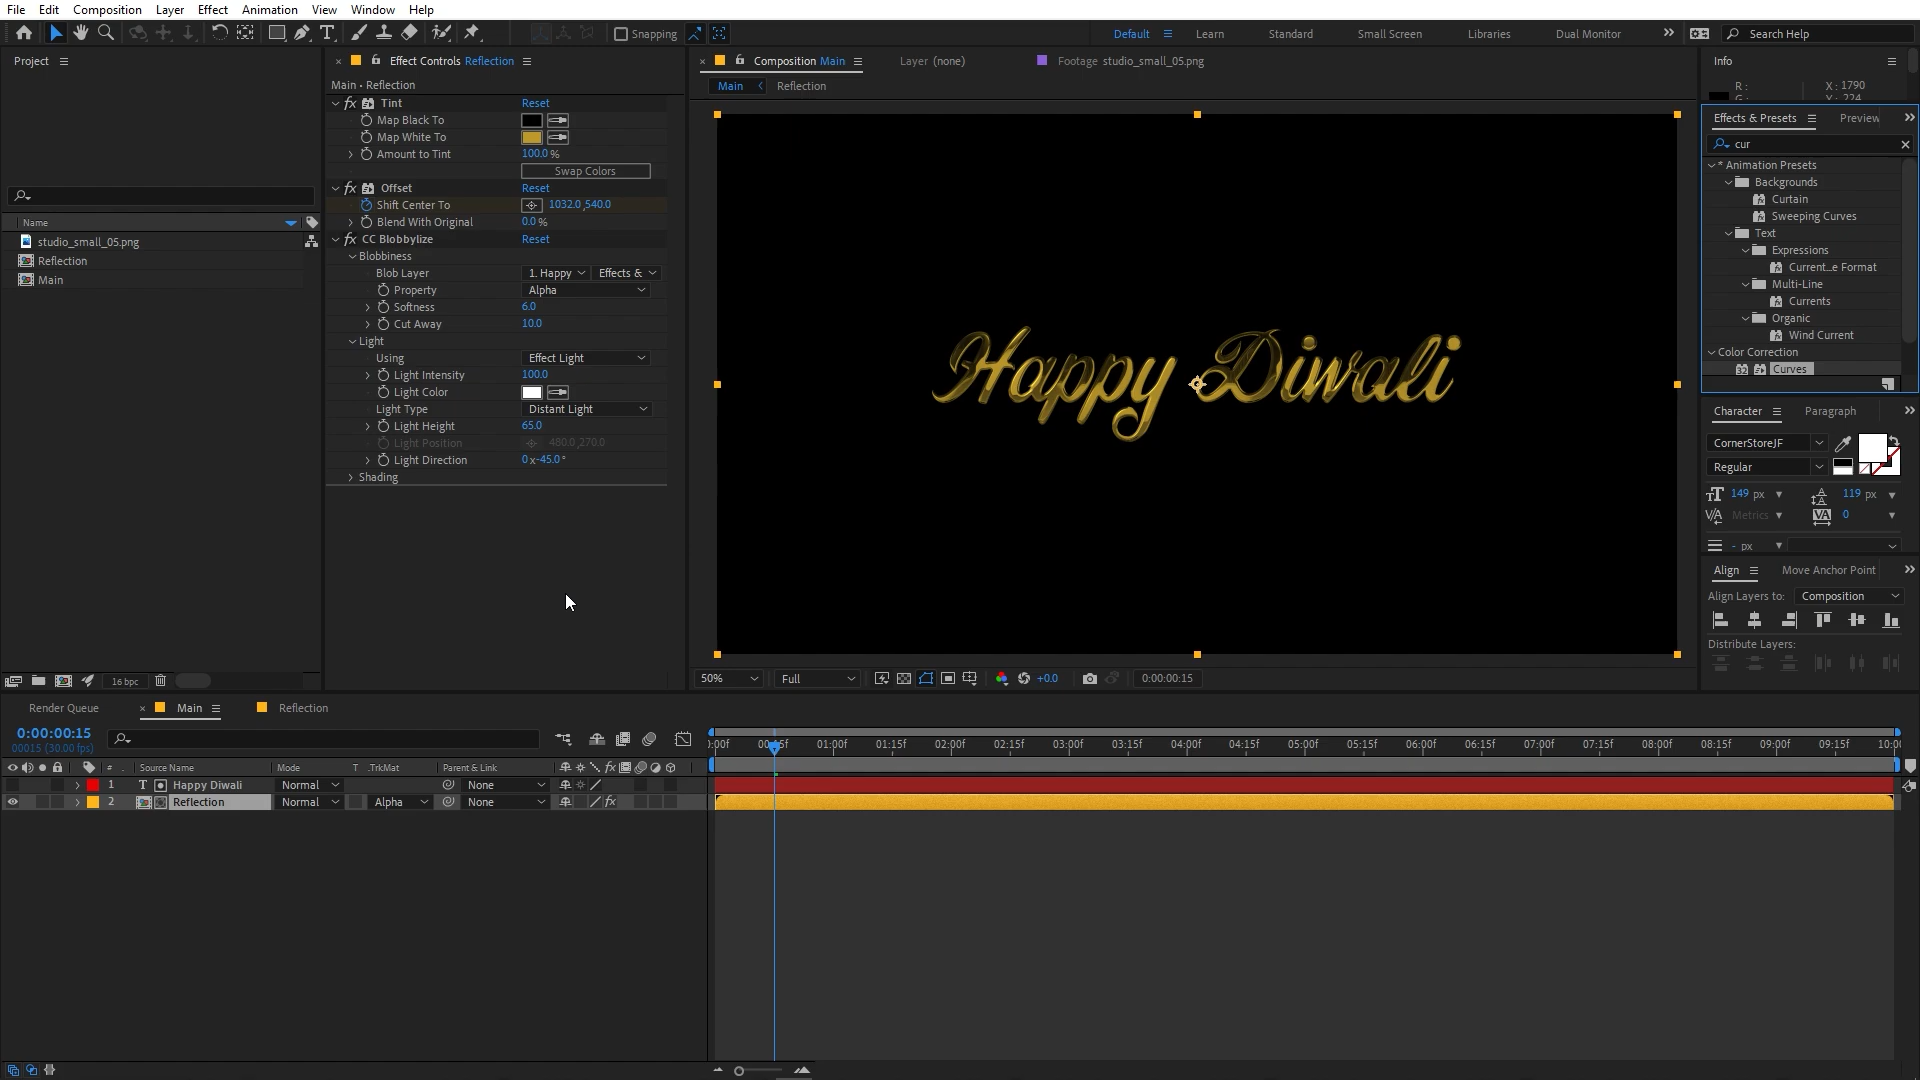 File Edit Composition Layer Effect Animation View Window Help
Snapping
Default Learn Standard Small Screen Libraries Dual Monitor
Search Help
Project
Name
studio_small_05.png
Reflection
Main
16 bpc
Effect Controls Reflection
Main • Reflection
fx Tint Reset
Map Black To
Map White To
Amount to Tint 100.0 %
Swap Colors
fx Offset Reset
Shift Center To 1032.0,540.0
Blend With Original 0.0 %
fx CC Blobbylize Reset
Blobbiness
Blob Layer 1. Happy Effects &
Property Alpha
Softness 6.0
Cut Away 10.0
Light
Using Effect Light
Light Intensity 100.0
Light Color
Light Type Distant Light
Light Height 65.0
Light Position 480.0,270.0
Light Direction 0x-45.0°
Shading
Composition Main Layer (none) Footage studio_small_05.png
Main Reflection
Happy Diwali
50% Full +0.0 0:00:00:15
Info
R: X: 1790
G: Y: 224
Effects & Presets Preview
cur
* Animation Presets
Backgrounds
Curtain
Sweeping Curves
Text
Expressions
Current...e Format
Multi-Line
Currents
Organic
Wind Current
Color Correction
32 Curves
Character Paragraph
CornerStoreJF
Regular
149 px 119 px
Metrics 0
- px
Align Move Anchor Point
Align Layers to: Composition
Distribute Layers:
Render Queue Main Reflection
0:00:00:15
00015 (30.00 fps)
# Source Name Mode T .TrkMat Parent & Link
1 T Happy Diwali Normal None
2 Reflection Normal Alpha None
:00f 00:15f 01:00f 01:15f 02:00f 02:15f 03:00f 03:15f 04:00f 04:15f 05:00f 05:15f 06:00f 06:15f 07:00f 07:15f 08:00f 08:15f 09:00f 09:15f 10:00